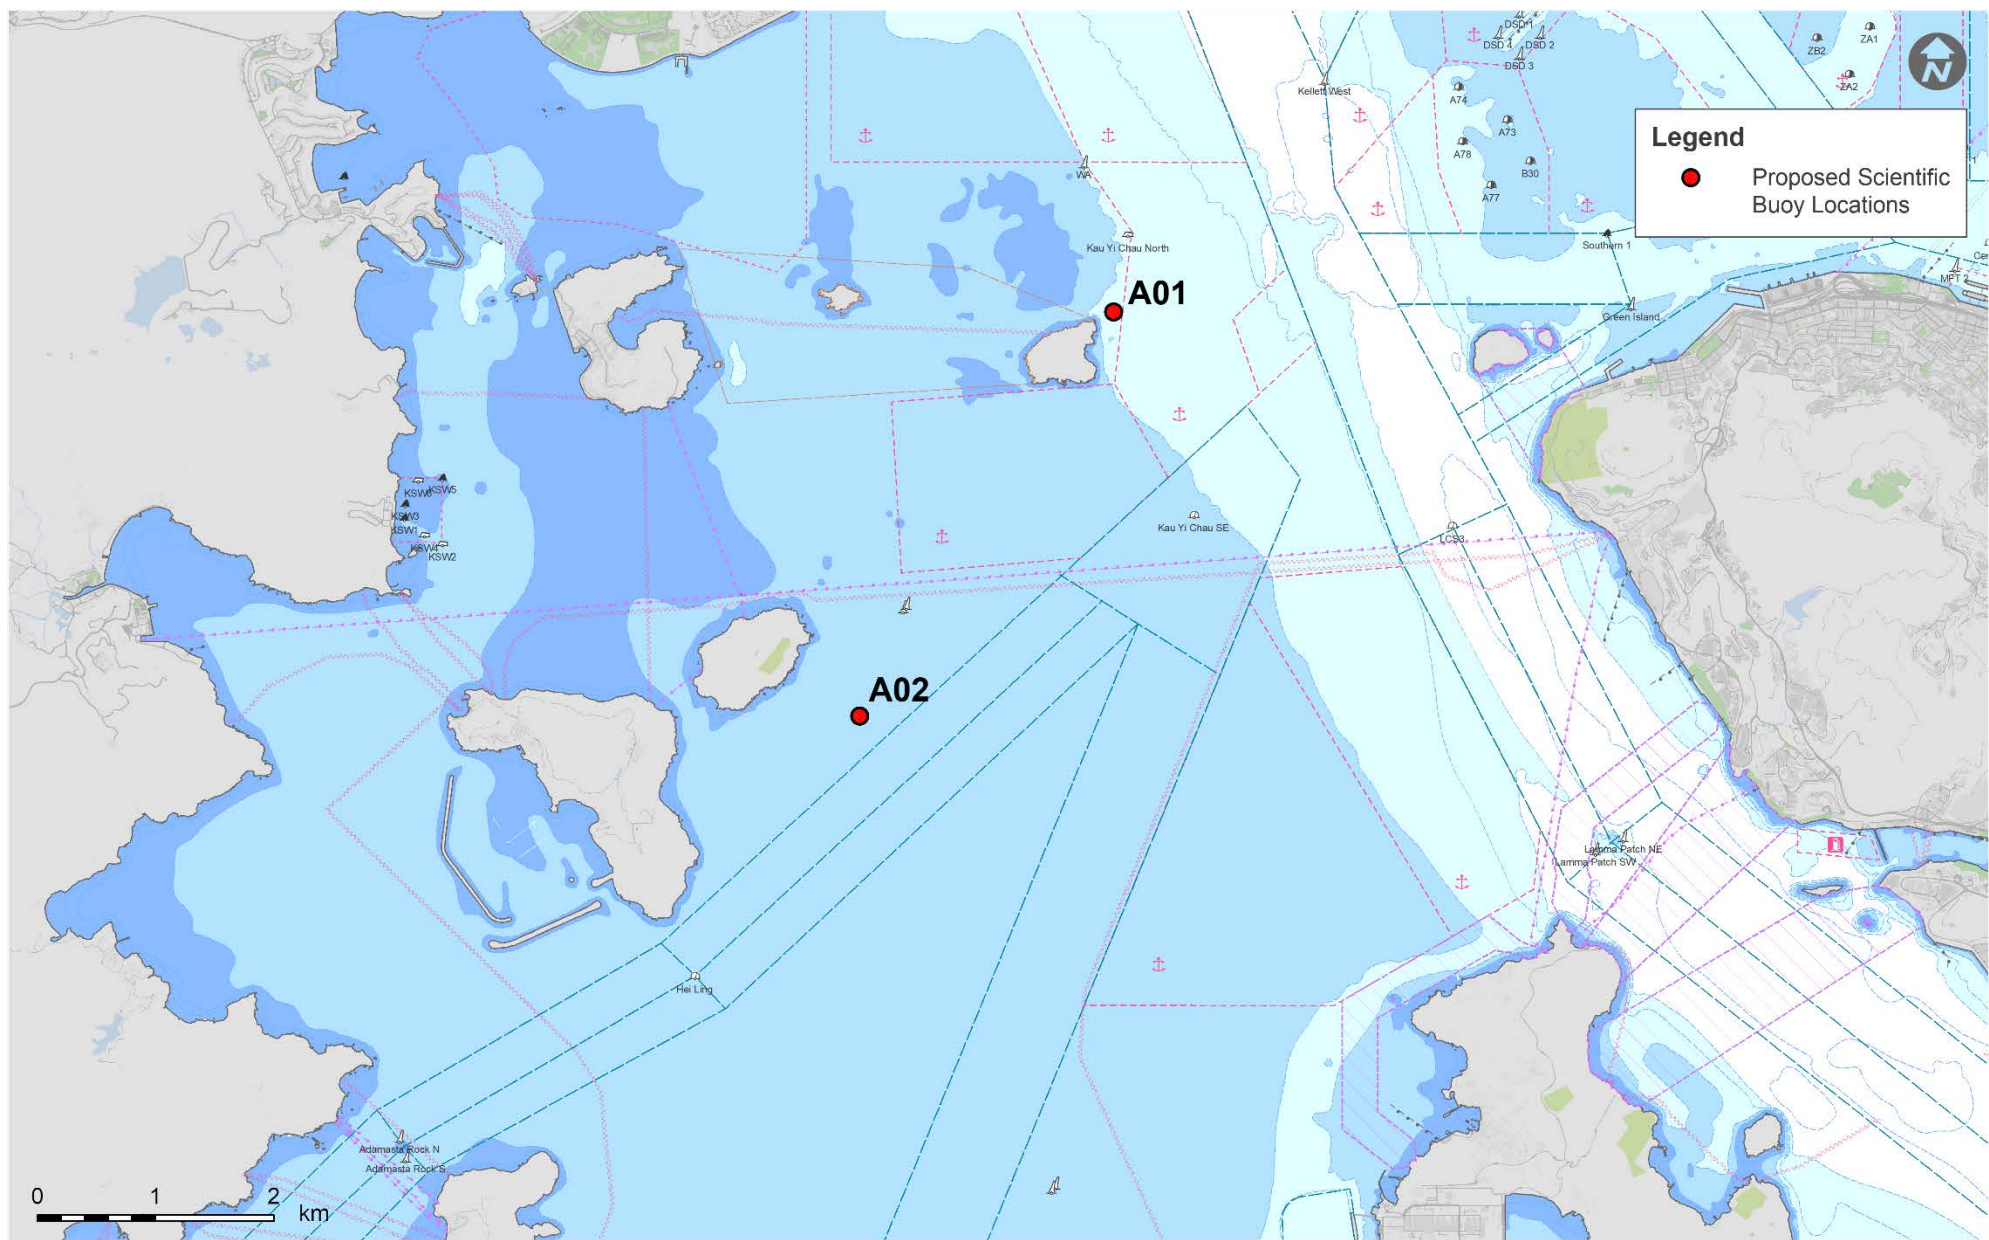 DSD 1
DSD 4
DSD 2
DSD 3
ZB2
ZA1
ZA2
N
Kellett West
A74
A73
A78
B30
A77
WA
Legend
Proposed Scientific
Buoy Locations
1
Kau Yi Chau North
Southern 1
MFT 2
A01
Green Island
KSW5
KSW3
KSW1
KSW4
KSW2
Kau Yi Chau SE
LCS3
A02
Lamma Patch NE
Lamma Patch SW
Hei Ling
Adamasta Rock N
Adamasta Rock S
0 1 2
km